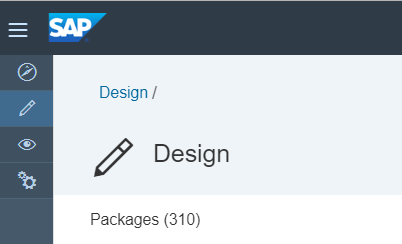 SAP
Design /
Design
Packages (310)